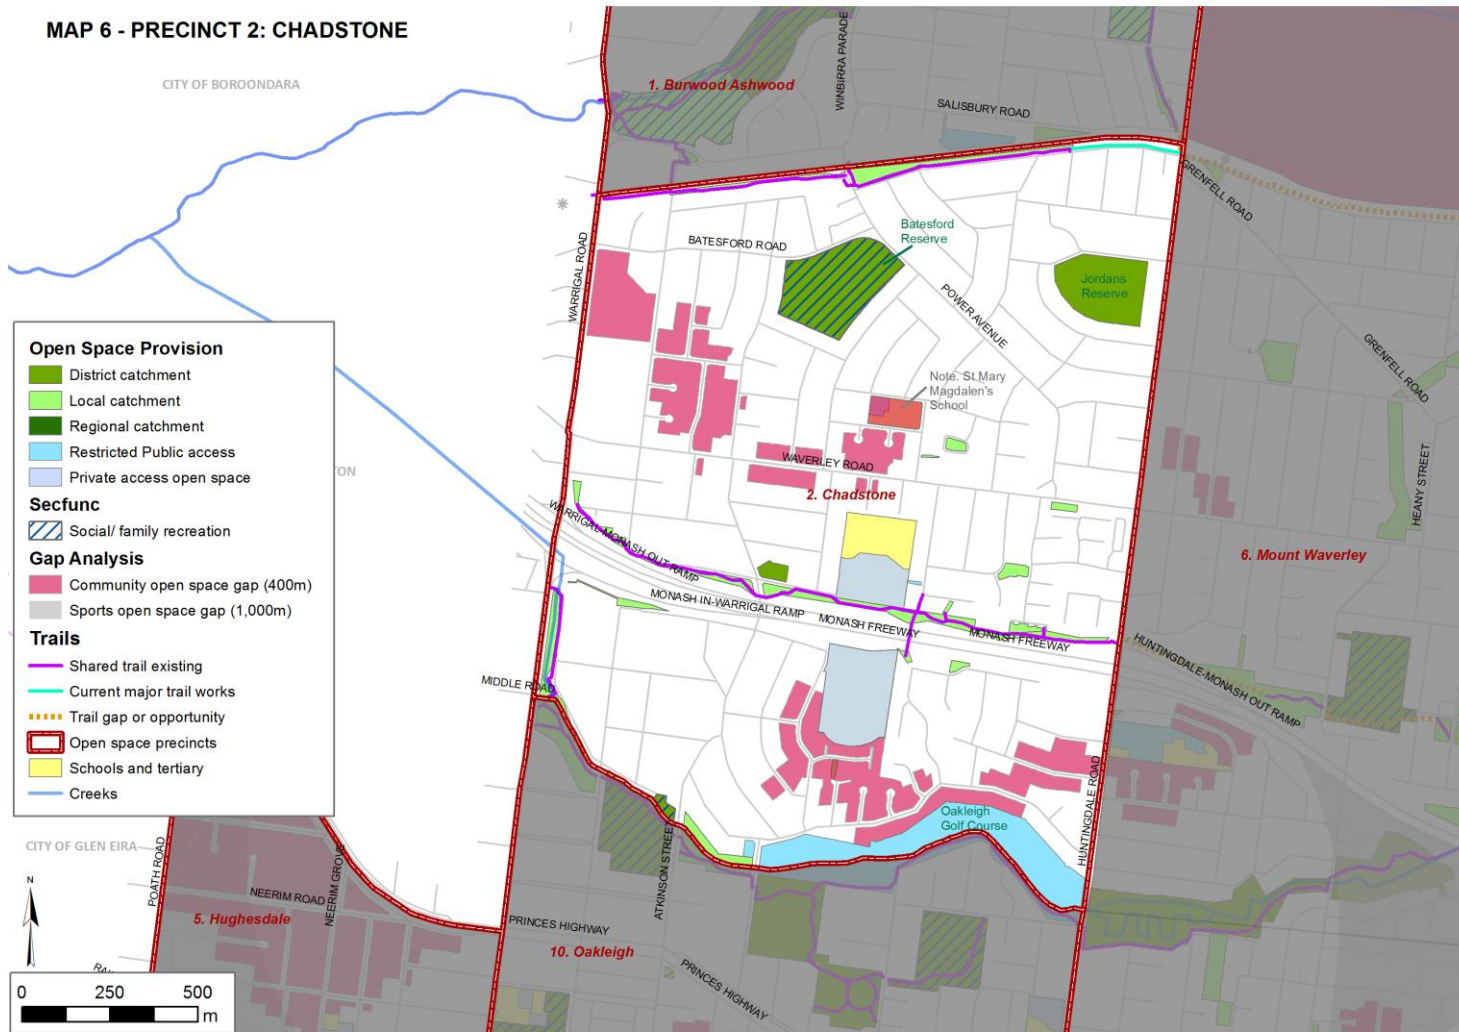 MAP 6 - PRECINCT 2: CHADSTONE
CITY OF BOROONDARA
1. Burwood Ashwood
WINBIRRA PARADE
SALISBURY ROAD
GRENFELL ROAD
Batesford
Reserve
BATESFORD ROAD
WARRIGAL ROAD
Jordans
Reserve
POWER AVENUE
GRENFELL ROAD
Note. St Mary
Magdalen's
School
HEANY STREET
WAVERLEY ROAD
2. Chadstone
WARRIGAL-MONASH OUT RAMP
6. Mount Waverley
MONASH IN-WARRIGAL RAMP
MONASH FREEWAY
MONASH FREEWAY
HUNTINGDALE-MONASH OUT RAMP
MIDDLE ROAD
HUNTINGDALE ROAD
Oakleigh
Golf Course
ATKINSON STREET
PRINCES HIGHWAY
10. Oakleigh
PRINCES HIGHWAY
TON
Open Space Provision
District catchment
Local catchment
Regional catchment
Restricted Public access
Private access open space
Secfunc
Social/ family recreation
Gap Analysis
Community open space gap (400m)
Sports open space gap (1,000m)
Trails
Shared trail existing
Current major trail works
Trail gap or opportunity
Open space precincts
Schools and tertiary
Creeks
CITY OF GLEN EIRA
POATH ROAD
NEERIM ROAD
NEERIM GROVE
5. Hughesdale
N
0 250 500
m